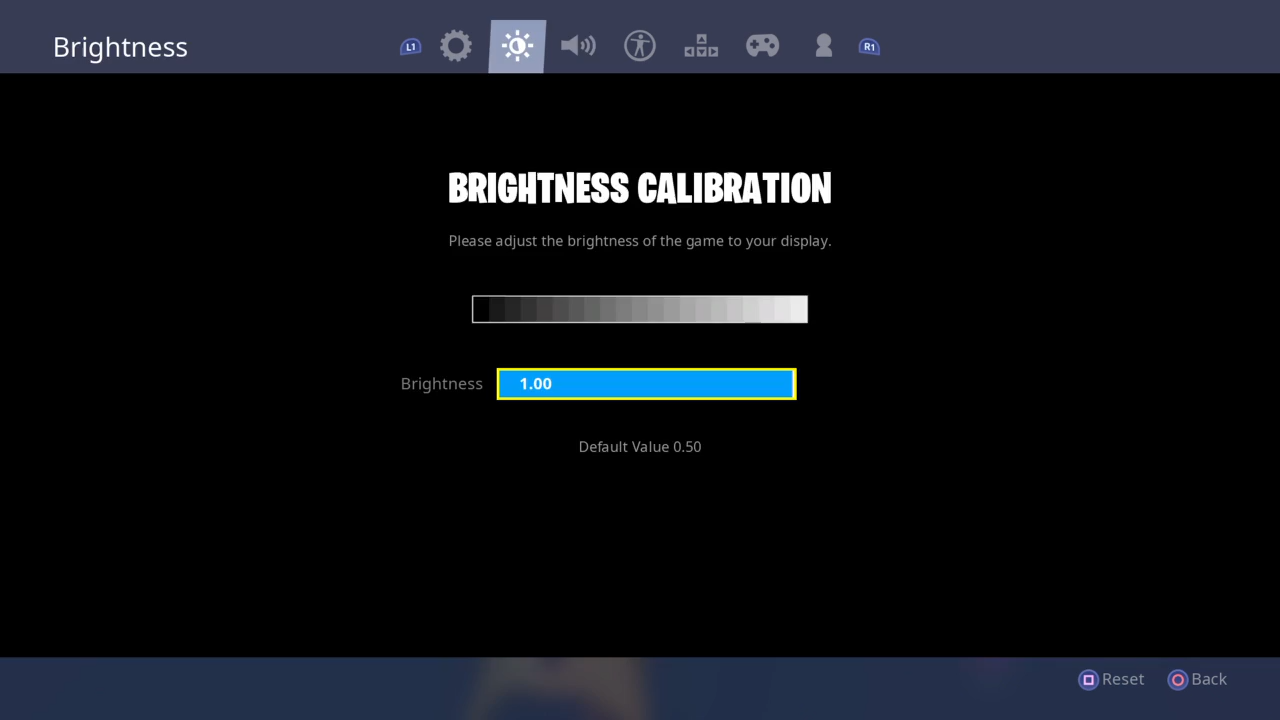 Brightness
L1
R1
BRIGHTNESS CALIBRATION
Please adjust the brightness of the game to your display.
Brightness 1.00
Default Value 0.50
Reset Back